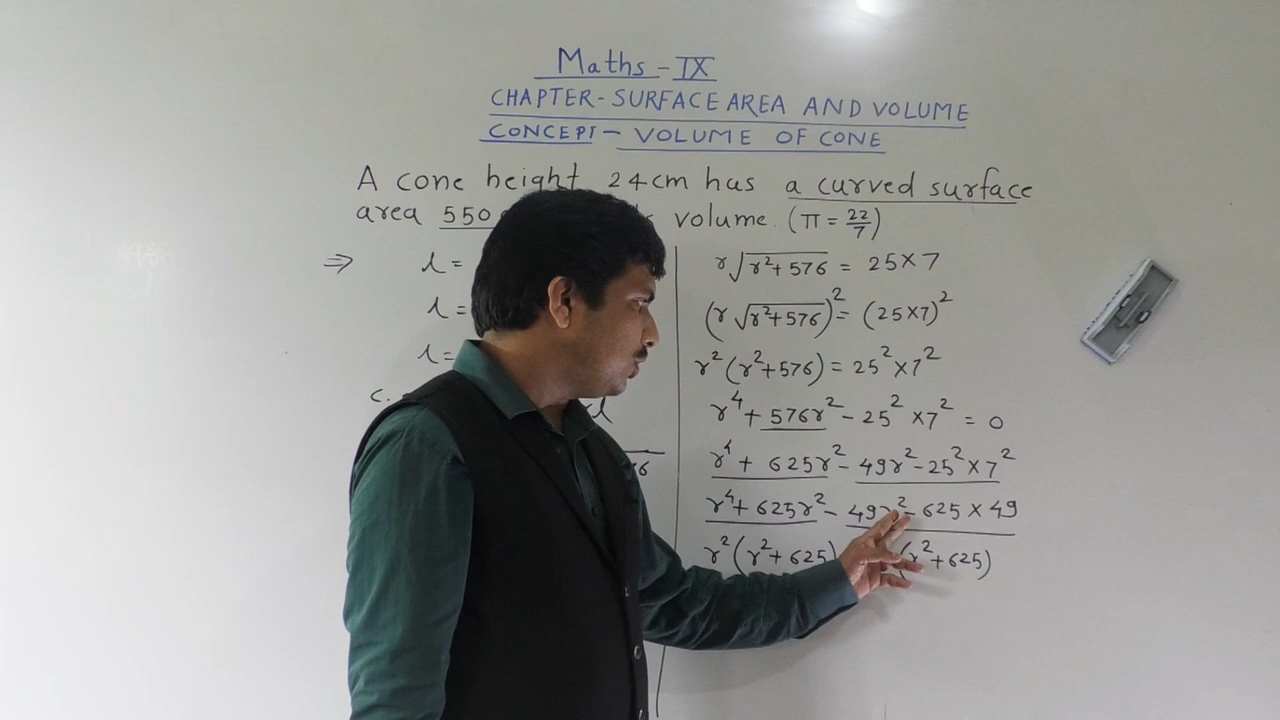 Maths - IX
CHAPTER - SURFACE AREA AND VOLUME
CONCEPT - VOLUME OF CONE
A cone height 24cm has a curved surface
area 550 volume. (π = 22/7)
⇒ l =
l =
l =
c.
r√(r²+576) = 25×7
(r√(r²+576))² = (25×7)²
r²(r²+576) = 25²×7²
r⁴ + 576r² - 25² ×7² = 0
r⁴ + 625r² - 49r² - 25² × 7²
r⁴ + 625r² - 49r² - 625 × 49
r²(r²+625) (r²+625)